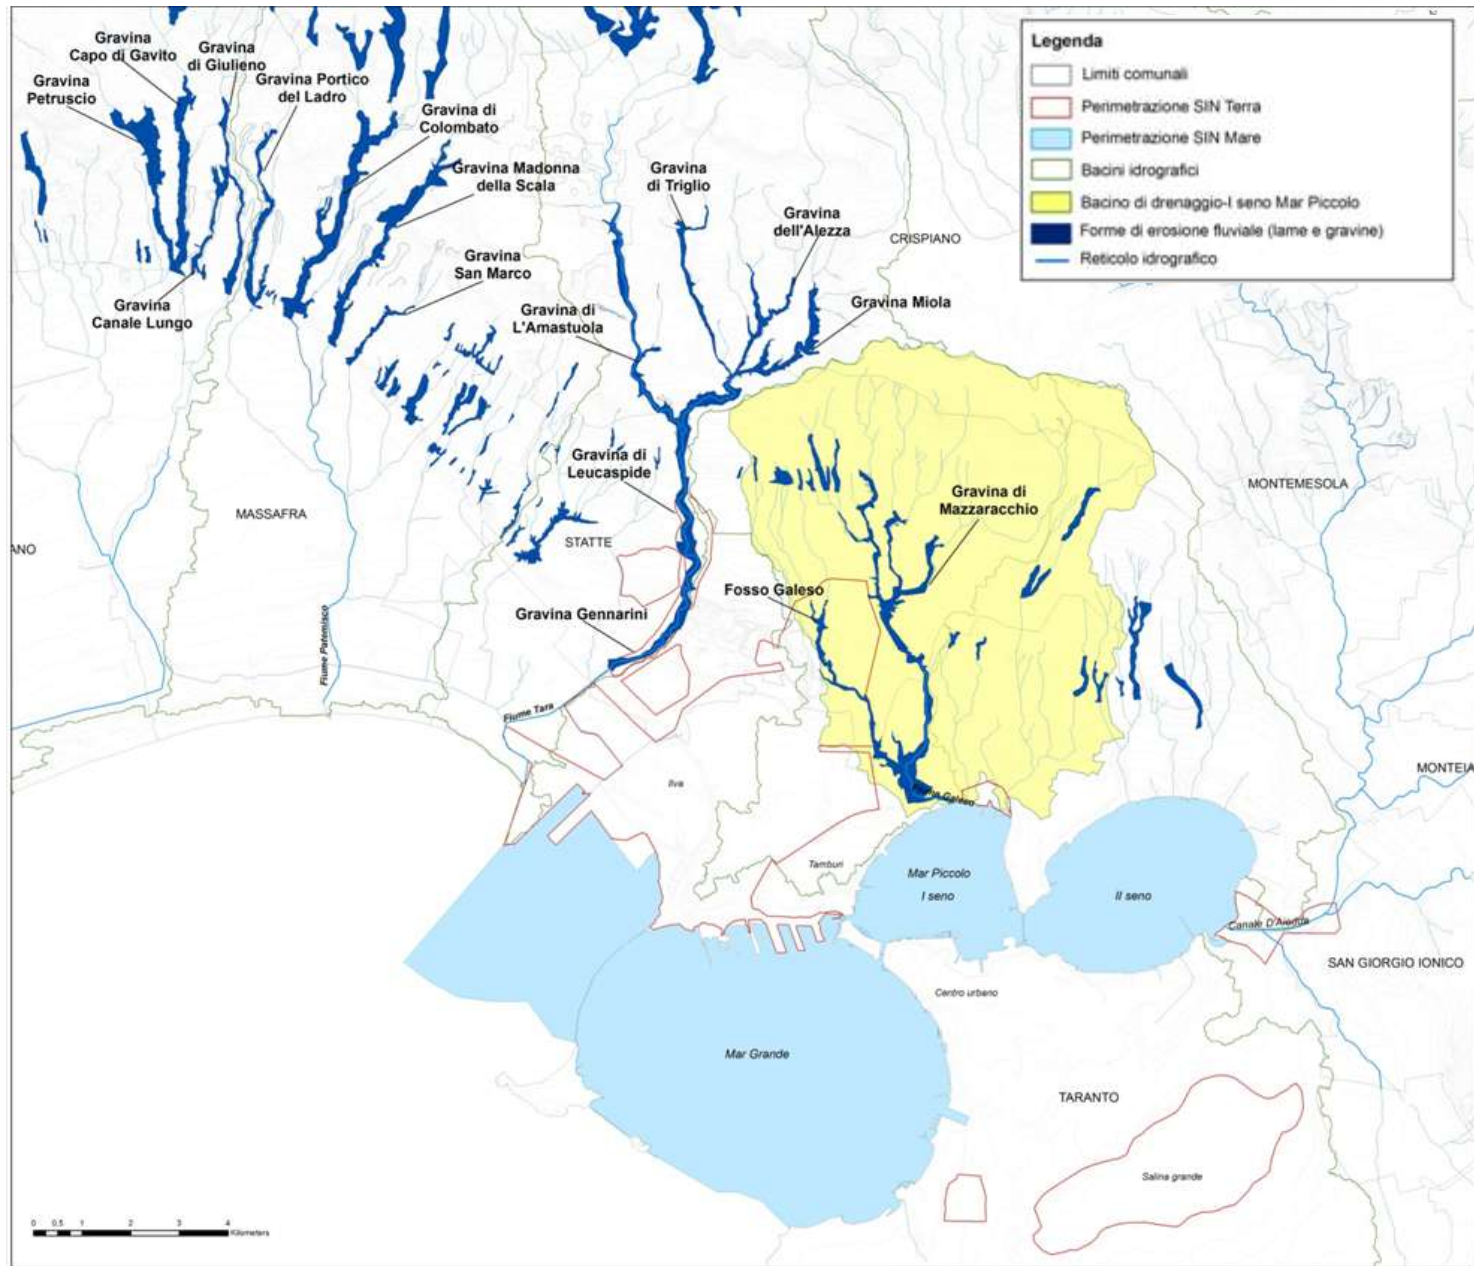 Legenda
Limiti comunali
Perimetrazione SIN Terra
Perimetrazione SIN Mare
Bacini idrografici
Bacino di drenaggio-I seno Mar Piccolo
Forme di erosione fluviale (lame e gravine)
Reticolo idrografico
Gravina
Capo di Gavito
Gravina
di Giulieno
Gravina
Petruscio
Gravina Portico
del Ladro
Gravina di
Colombato
Gravina Madonna
della Scala
Gravina
di Triglio
Gravina
dell'Alezza
CRISPIANO
Gravina
San Marco
Gravina
Canale Lungo
Gravina di
L'Amastuola
Gravina Miola
Gravina di
Leucaspide
Gravina di
Mazzaracchio
MONTEMESOLA
MASSAFRA
STATTE
ANO
Fosso Galeso
Gravina Gennarini
Fiume Patemisco
Fiume Tara
Ilva
MONTEIA
Fiume Galeso
Tamburi
Mar Piccolo
I seno
II seno
Canale D'Aiedda
SAN GIORGIO IONICO
Centro urbano
Mar Grande
TARANTO
Salina grande
0 0,5 1 2 3 4
Kilometers